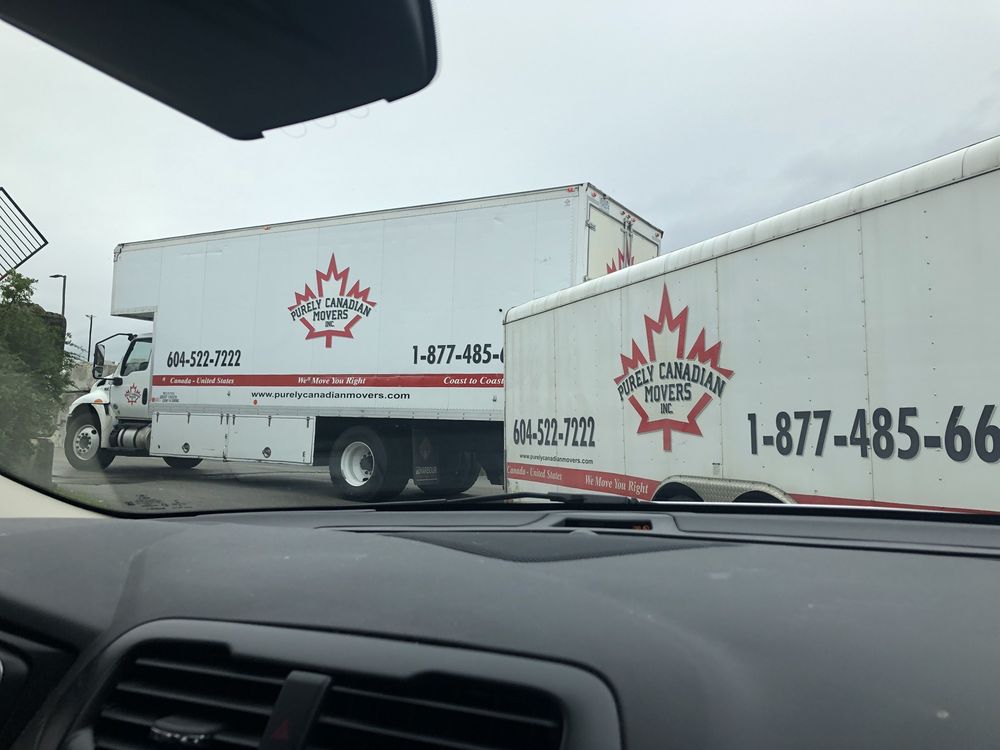 PURELY CANADIAN
MOVERS
INC.
604-522-7222
1-877-485-6
Canada - United States
We'll Move You Right
Coast to Coast
www.purelycanadianmovers.com
PURELY CANADIAN
MOVERS
INC.
604-522-7222
1-877-485-66
www.purelycanadianmovers.com
Canada - United States
We Move You Right